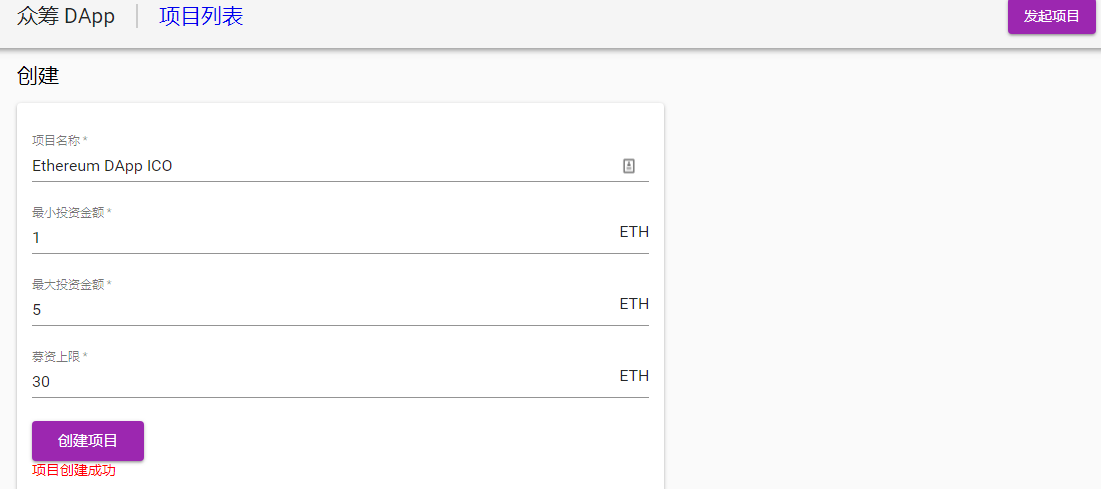 众筹 DApp 项目列表 发起项目
创建
项目名称 *
Ethereum DApp ICO
最小投资金额 *
1 ETH
最大投资金额 *
5 ETH
募资上限 *
30 ETH
创建项目
项目创建成功